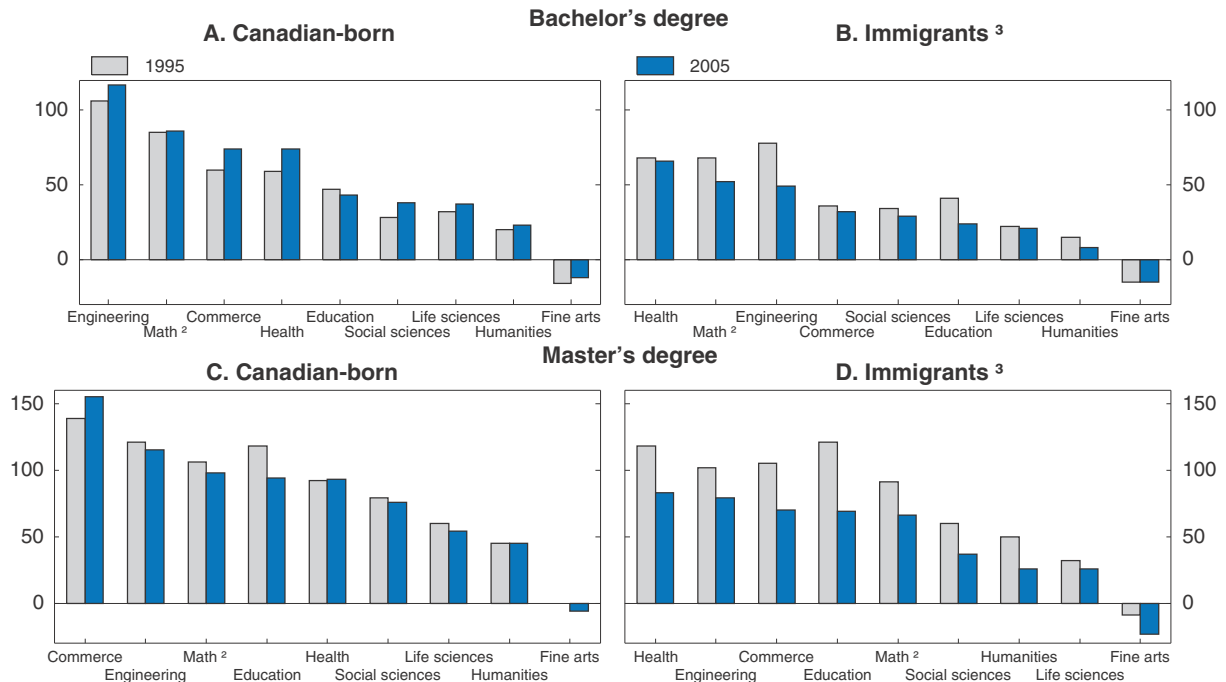 Bachelor's degree
A. Canadian-born
B. Immigrants ³
1995
2005
100
50
0
100
50
0
Engineering Commerce Education Life sciences Fine arts
Math ² Health Social sciences Humanities
Health Engineering Social sciences Life sciences Fine arts
Math ² Commerce Education Humanities
Master's degree
C. Canadian-born
D. Immigrants ³
150
100
50
0
150
100
50
0
Commerce Math ² Health Life sciences Fine arts
Engineering Education Social sciences Humanities
Health Commerce Math ² Humanities Fine arts
Engineering Education Social sciences Life sciences